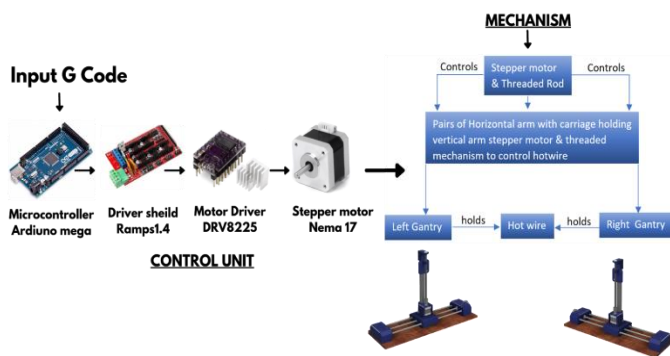 MECHANISM
Input G Code
Controls
Stepper motor
& Threaded Rod
Controls
Pairs of Horizontal arm with carriage holding
vertical arm stepper motor & threaded
mechanism to control hotwire
Microcontroller
Ardiuno mega
Driver sheild
Ramps1.4
Motor Driver
DRV8225
Stepper motor
Nema 17
Left Gantry
holds
Hot wire
holds
Right Gantry
CONTROL UNIT